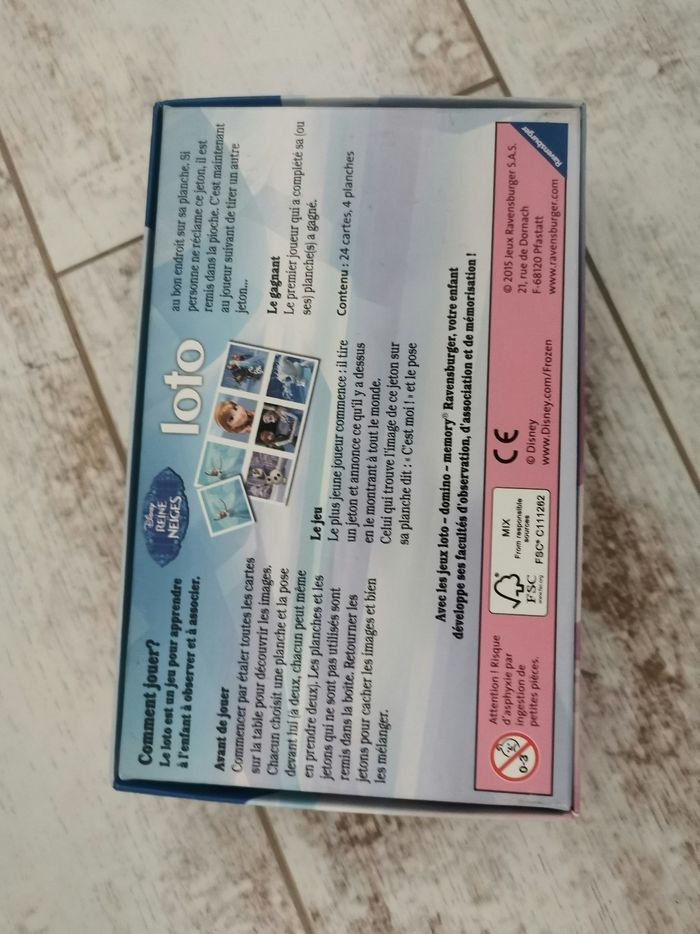 Comment jouer?
Le loto est un jeu pour apprendre
à l'enfant à observer et à associer.
Avant de jouer
Commencer par étaler toutes les cartes
sur la table pour découvrir les images.
Chacun choisit une planche et la pose
devant lui (à deux, chacun peut même
en prendre deux). Les planches et les
jetons qui ne sont pas utilisés sont
remis dans la boîte. Retourner les
jetons pour cacher les images et bien
les mélanger.
Disney
REINE
NEIGES
loto
Le jeu
Le plus jeune joueur commence : il tire
un jeton et annonce ce qu'il y a dessus
en le montrant à tout le monde.
Celui qui trouve l'image de ce jeton sur
sa planche dit : « C'est moi ! » et le pose
au bon endroit sur sa planche. Si
personne ne réclame ce jeton, il est
remis dans la pioche. C'est maintenant
au joueur suivant de tirer un autre
jeton...
Le gagnant
Le premier joueur qui a complété sa (ou
ses) planche(s) a gagné.
Contenu : 24 cartes, 4 planches
Avec les jeux loto – domino – memory® Ravensburger, votre enfant
développe ses facultés d'observation, d'association et de mémorisation !
0-3
Attention ! Risque
d'asphyxie par
ingestion de
petites pièces.
FSC
www.fsc.org
MIX
From responsible
sources
FSC® C111262
CE
© Disney
www.Disney.com/Frozen
© 2015 Jeux Ravensburger S.A.S.
21, rue de Dornach
F-68120 Pfastatt
www.ravensburger.com
Ravensburger